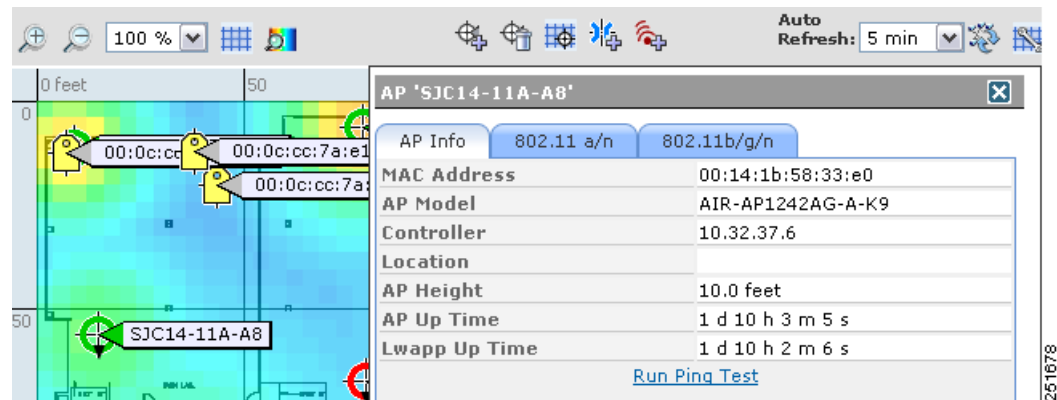 100 %
Auto
Refresh: 5 min
0 feet
50
0
AP 'SJC14-11A-A8'
AP Info
802.11 a/n
802.11b/g/n
00:0c:cc
00:0c:cc:7a:e1
00:0c:cc:7a:
MAC Address 00:14:1b:58:33:e0
AP Model AIR-AP1242AG-A-K9
Controller 10.32.37.6
Location
AP Height 10.0 feet
50
SJC14-11A-A8
AP Up Time 1 d 10 h 3 m 5 s
Lwapp Up Time 1 d 10 h 2 m 6 s
Run Ping Test
251678